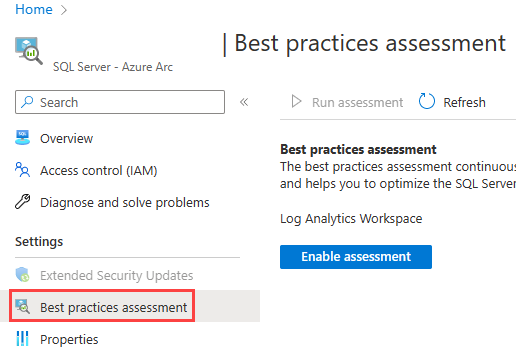 Home
| Best practices assessment
SQL Server - Azure Arc
Search
Run assessment
Refresh
Overview
Access control (IAM)
Diagnose and solve problems
Settings
Extended Security Updates
Best practices assessment
Properties
Best practices assessment
The best practices assessment continuous
and helps you to optimize the SQL Server
Log Analytics Workspace
Enable assessment